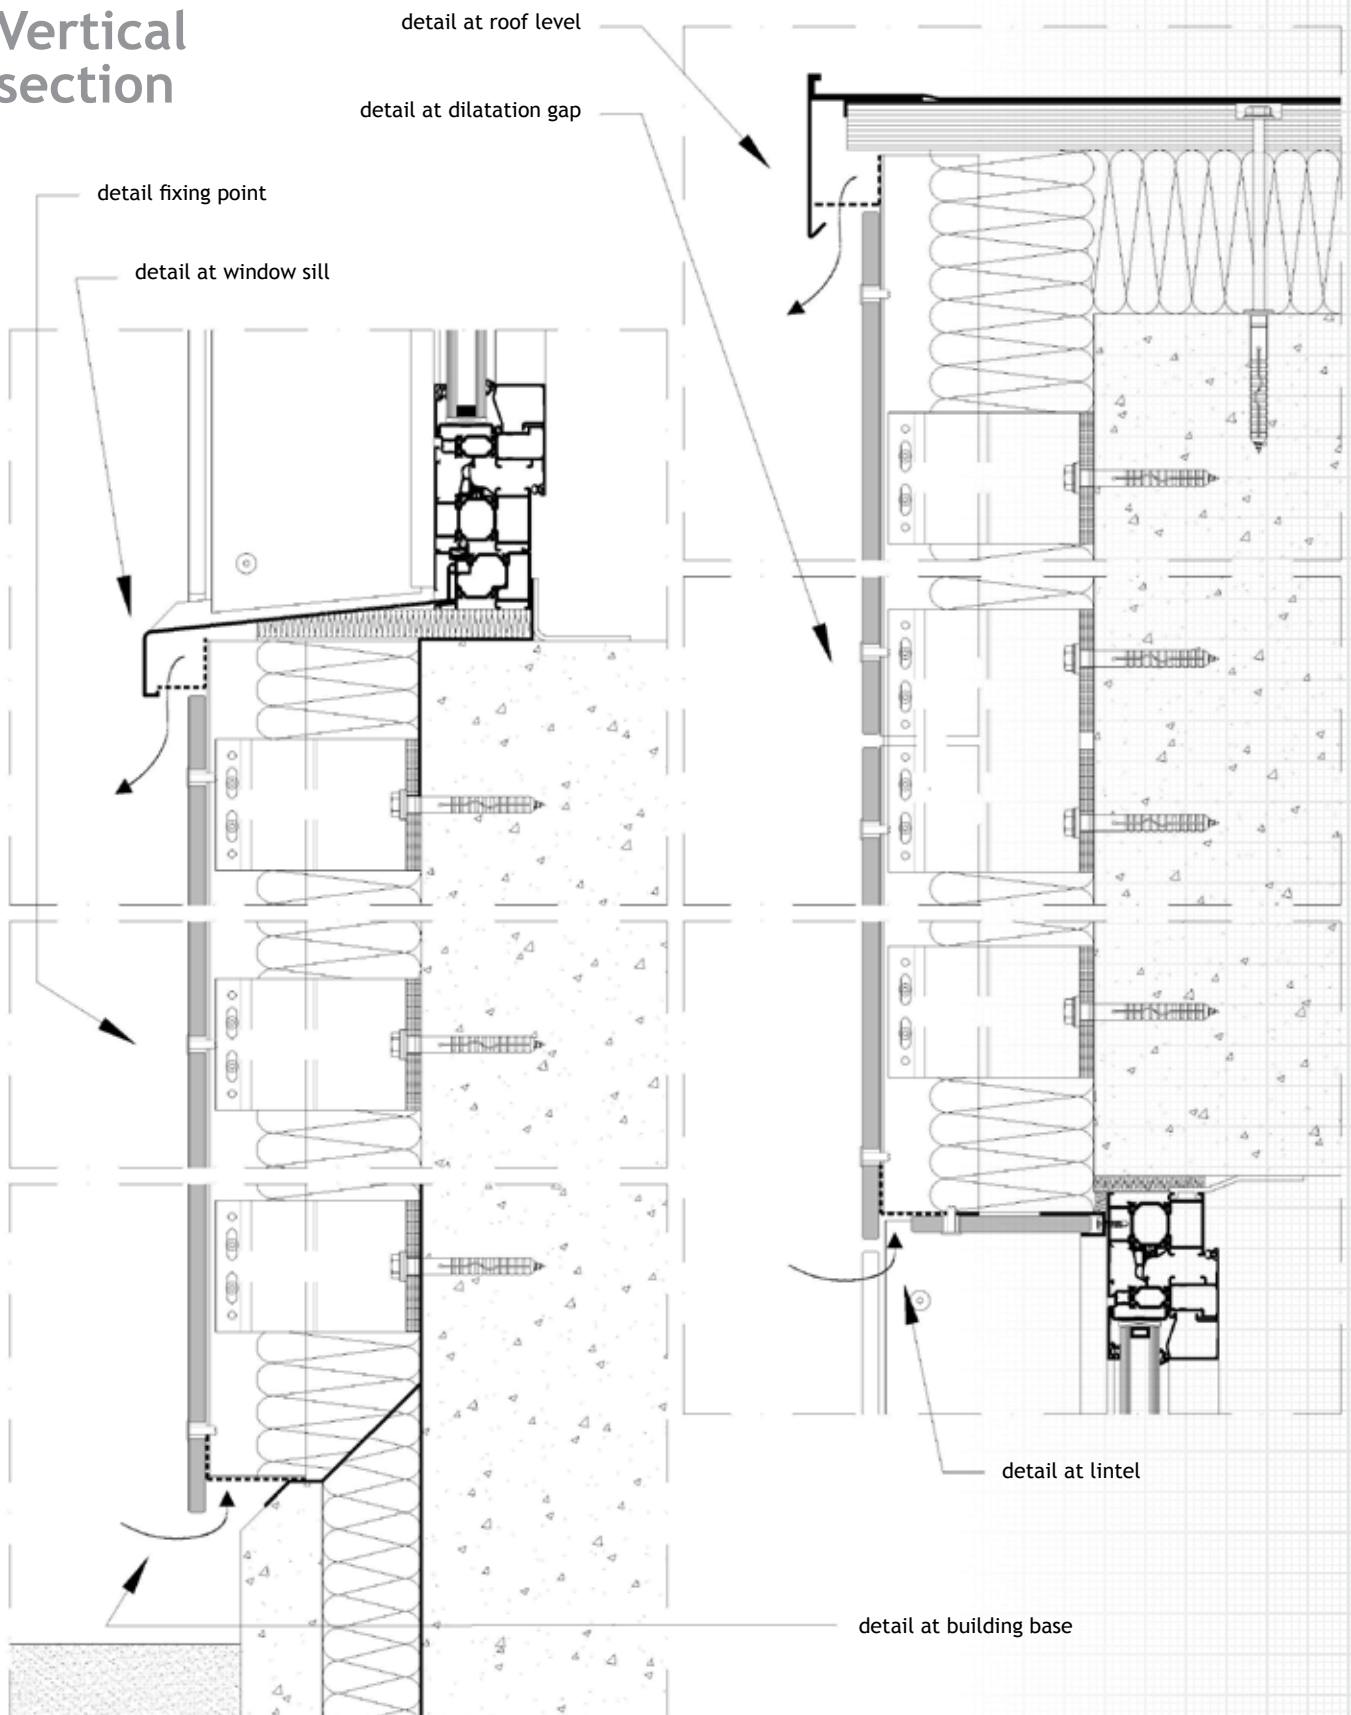 Vertical
section
detail at roof level
detail at dilatation gap
detail fixing point
detail at window sill
detail at lintel
detail at building base